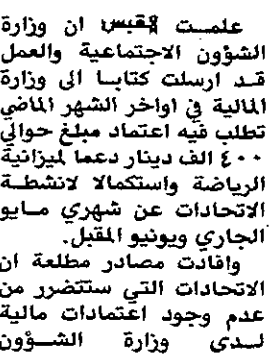 علمت القبس ان وزارة
الشؤون الاجتماعية والعمل
قد ارسلت كتابا الى وزارة
المالية في اواخر الشهر الماضي
تطلب فيه اعتماد مبلغ حوالي
٤٠٠ الف دينار دعما لميزانية
الرياضة واستكمالا لانشطة
الاتحادات عن شهري مايو
الجاري ويونيو المقبل.
وافادت مصادر مطلعة ان
الاتحادات التي ستتضرر من
عدم وجود اعتمادات مالية
لدى وزارة الشؤون